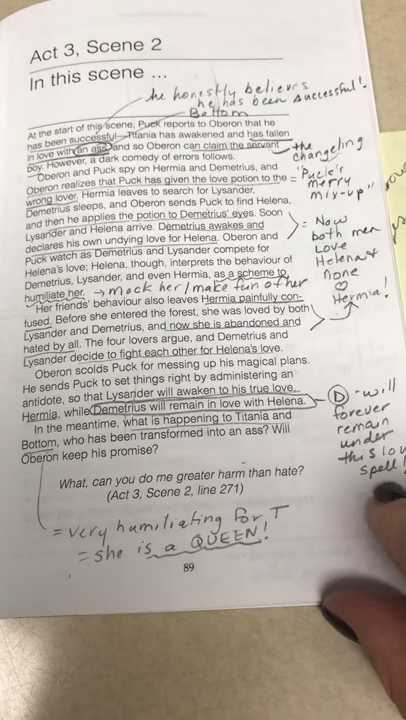 Act 3, Scene 2
In this scene ...
he honestly believes
he has been successful!
Bottom
At the start of this scene, Puck reports to Oberon that he
has been successful—Titania has awakened and has fallen
in love with an ass and so Oberon can claim the servant
boy. However, a dark comedy of errors follows.
the
changeling
Oberon and Puck spy on Hermia and Demetrius, and
Oberon realizes that Puck has given the love potion to the
wrong lover. Hermia leaves to search for Lysander,
Demetrius sleeps, and Oberon sends Puck to find Helena,
and then he applies the potion to Demetrius' eyes. Soon
Lysander and Helena arrive. Demetrius awakes and
declares his own undying love for Helena. Oberon and
Puck watch as Demetrius and Lysander compete for
Helena's love; Helena, though, interprets the behaviour of
Demetrius, Lysander, and even Hermia, as a scheme to
humiliate her.
= "Puck's
merry
mix-up"
= Now
both men
love
Helena &
none
♡
Hermia!
→ mock her/make fun of her
Her friends' behaviour also leaves Hermia painfully con-
fused. Before she entered the forest, she was loved by both
Lysander and Demetrius, and now she is abandoned and
hated by all. The four lovers argue, and Demetrius and
Lysander decide to fight each other for Helena's love.
Oberon scolds Puck for messing up his magical plans.
He sends Puck to set things right by administering an
antidote, so that Lysander will awaken to his true love,
Hermia, while Demetrius will remain in love with Helena.
D - will
forever
remain
under
this
spell!
In the meantime, what is happening to Titania and
Bottom, who has been transformed into an ass? Will
Oberon keep his promise?
What, can you do me greater harm than hate?
(Act 3, Scene 2, line 271)
= very humiliating for T
= she is a QUEEN!
89